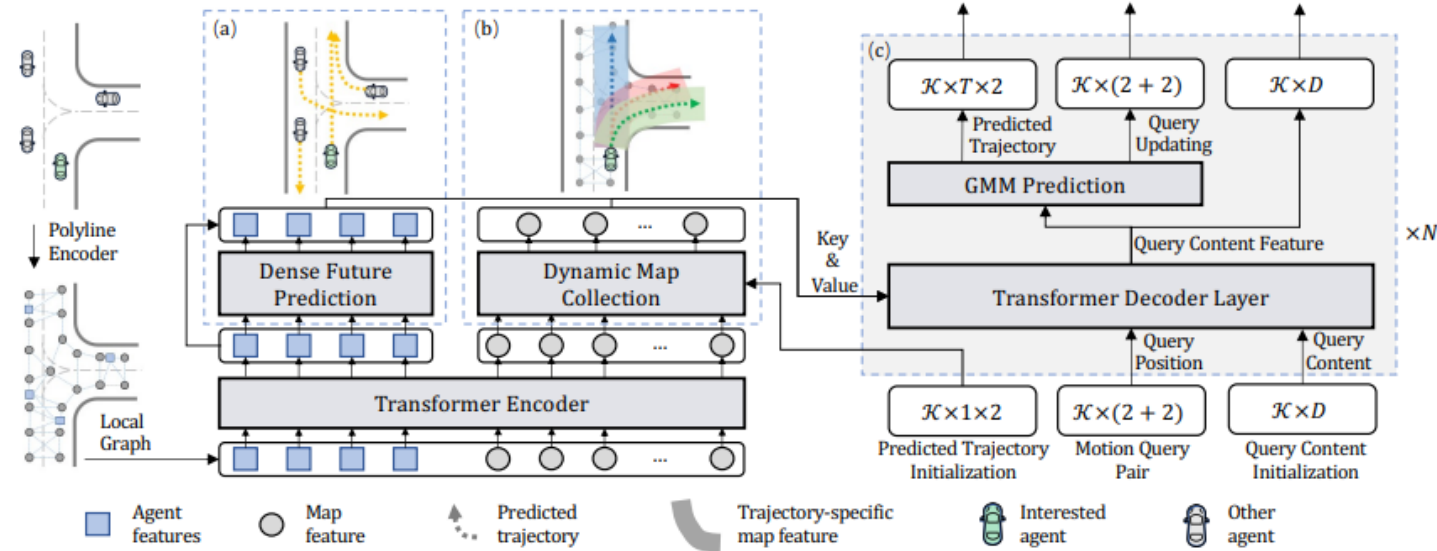 (a)
(b)
(c)
Polyline
Encoder
Local
Graph
Dense Future
Prediction
Dynamic Map
Collection
...
...
Transformer Encoder
...
Key
&
Value
𝒦×T×2
𝒦×(2 + 2)
𝒦×D
Predicted
Trajectory
Query
Updating
GMM Prediction
Query Content Feature
×N
Transformer Decoder Layer
Query
Position
Query
Content
𝒦×1×2
𝒦×(2 + 2)
𝒦×D
Predicted Trajectory
Initialization
Motion Query
Pair
Query Content
Initialization
Agent
features
Map
feature
Predicted
trajectory
Trajectory-specific
map feature
Interested
agent
Other
agent